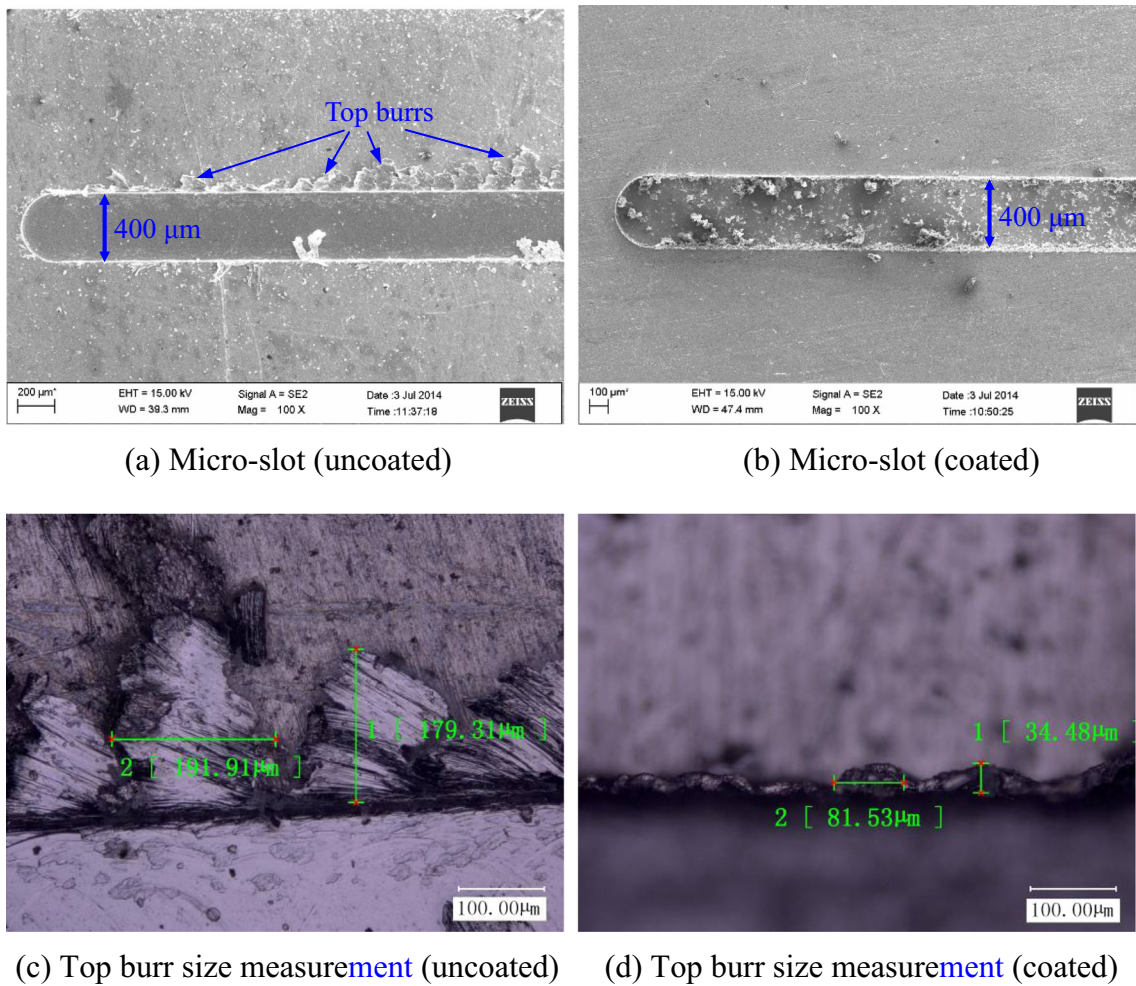 Top burrs
400 μm
200 µm*
EHT = 15.00 kV
WD = 39.3 mm
Signal A = SE2
Mag = 100 X
Date :3 Jul 2014
Time :11:37:18
ZEISS
400 μm
100 µm
EHT = 15.00 kV
WD = 47.4 mm
Signal A = SE2
Mag = 100 X
Date :3 Jul 2014
Time :10:50:25
ZEISS
(a) Micro-slot (uncoated)
(b) Micro-slot (coated)
1 [ 179.31μm ]
2 [ 191.91μm ]
100.00μm
1 [ 34.48μm ]
2 [ 81.53μm ]
100.00μm
(c) Top burr size measurement (uncoated)
(d) Top burr size measurement (coated)